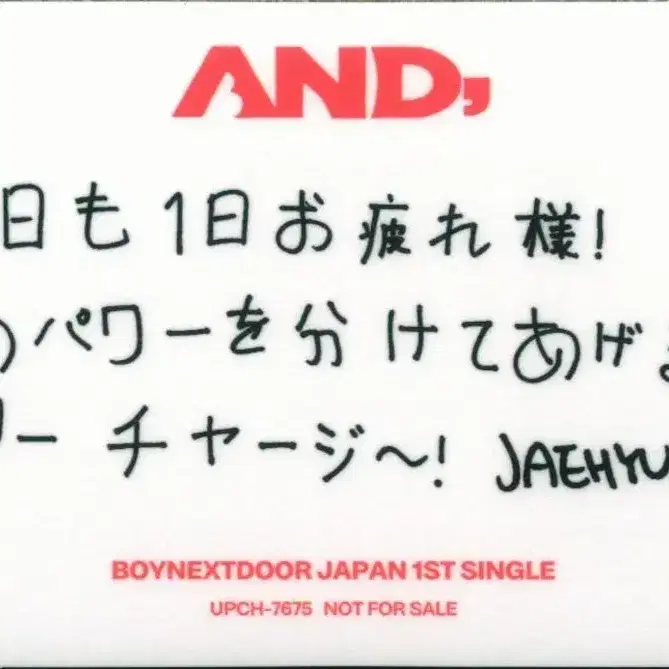 AND,
日も1日お疲れ様!
のパワーを分けてあげ
ーチャージ~!
JAEHYU
BOYNEXTDOOR JAPAN 1ST SINGLE
UPCH-7675 NOT FOR SALE